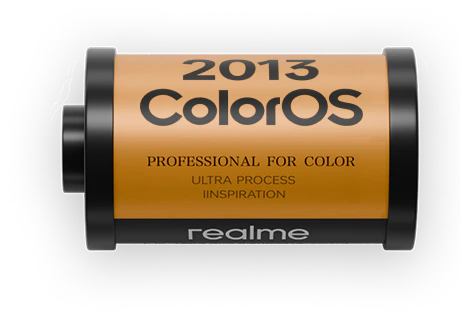 2013
ColorOS
PROFESSIONAL FOR COLOR
ULTRA PROCESS
IINSPIRATION
realme